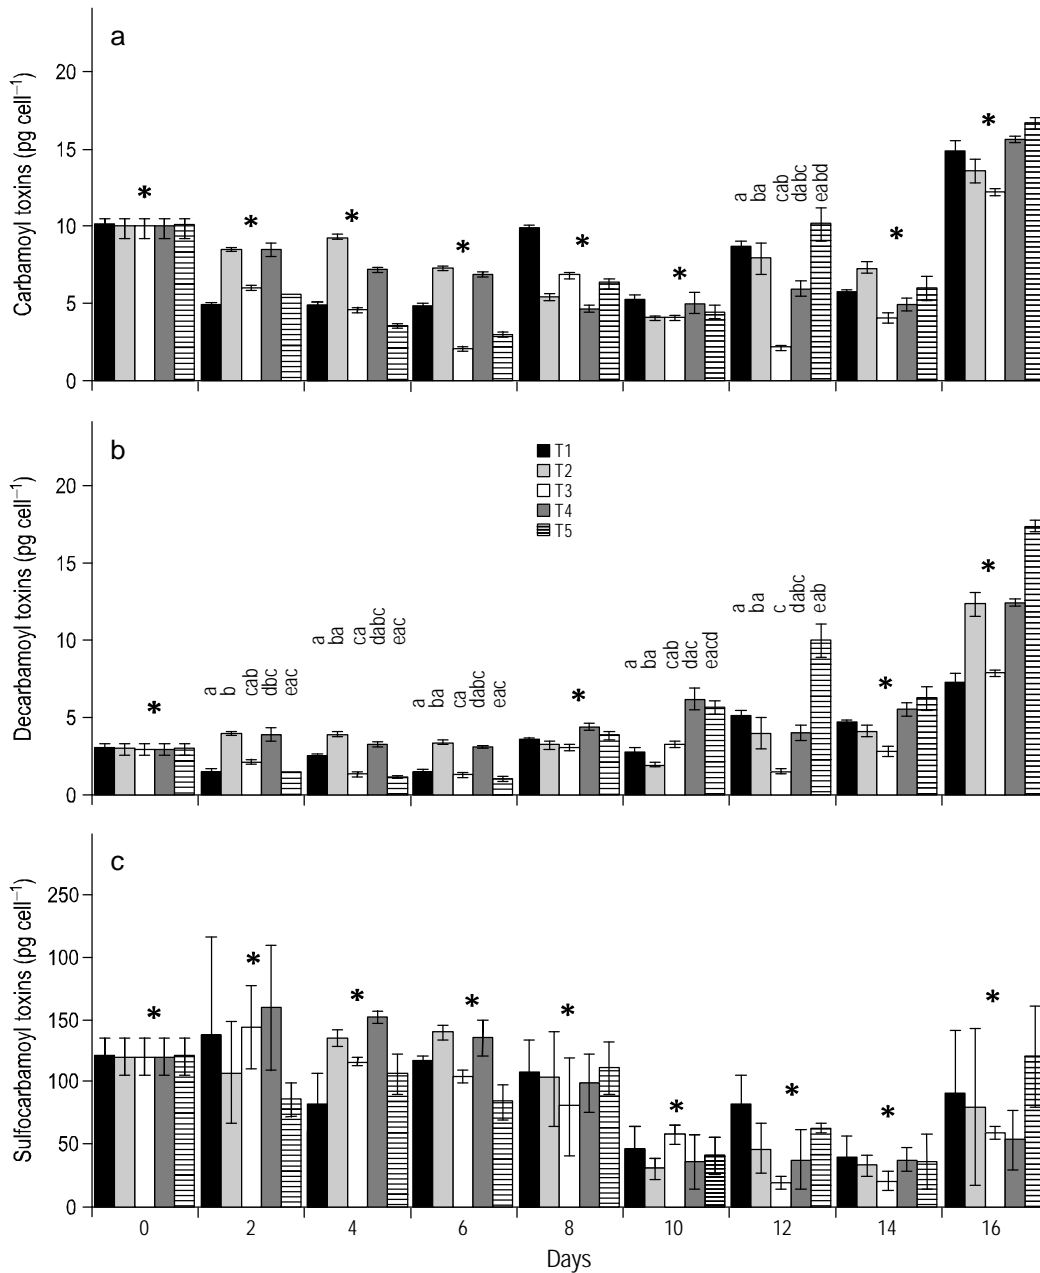 a
Carbamoyl toxins (pg cell⁻¹)
20
15
10
5
0
* * * * * * * * *
a ba cab dabc eabd
b
Decarbamoyl toxins (pg cell⁻¹)
20
15
10
5
0
T1
T2
T3
T4
T5
* * * *
a b cab dbc eac
a ba ca dabc eac
a ba ca dabc eac
a ba cab dac eacd
a ba c dabc eab
c
Sulfocarbamoyl toxins (pg cell⁻¹)
250
100
150
100
50
0
* * * * * * * * *
0 2 4 6 8 10 12 14 16
Days